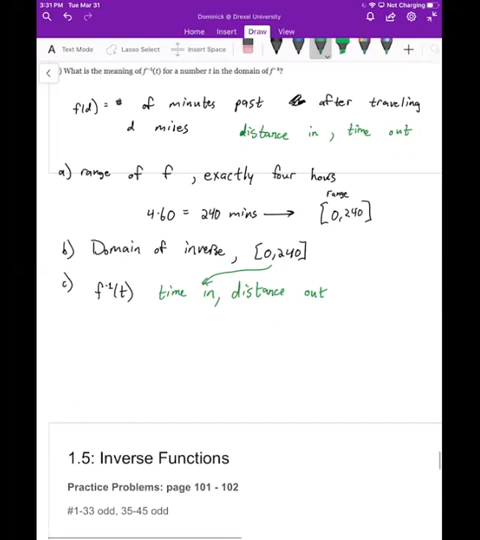 3:31 PM Tue Mar 31
Not Charging
Dominick @ Drexel University
Home Insert Draw View
A Text Mode Lasso Select Insert Space
) What is the meaning of f⁻¹(t) for a number t in the domain of f⁻¹?
f(d) = # of minutes past after traveling
d miles distance in, time out
a) range of f, exactly four hours
range
4·60 = 240 mins → [0,240]
b) Domain of inverse, [0,240]
c) f⁻¹(t) time in, distance out
1.5: Inverse Functions
Practice Problems: page 101 - 102
#1-33 odd, 35-45 odd